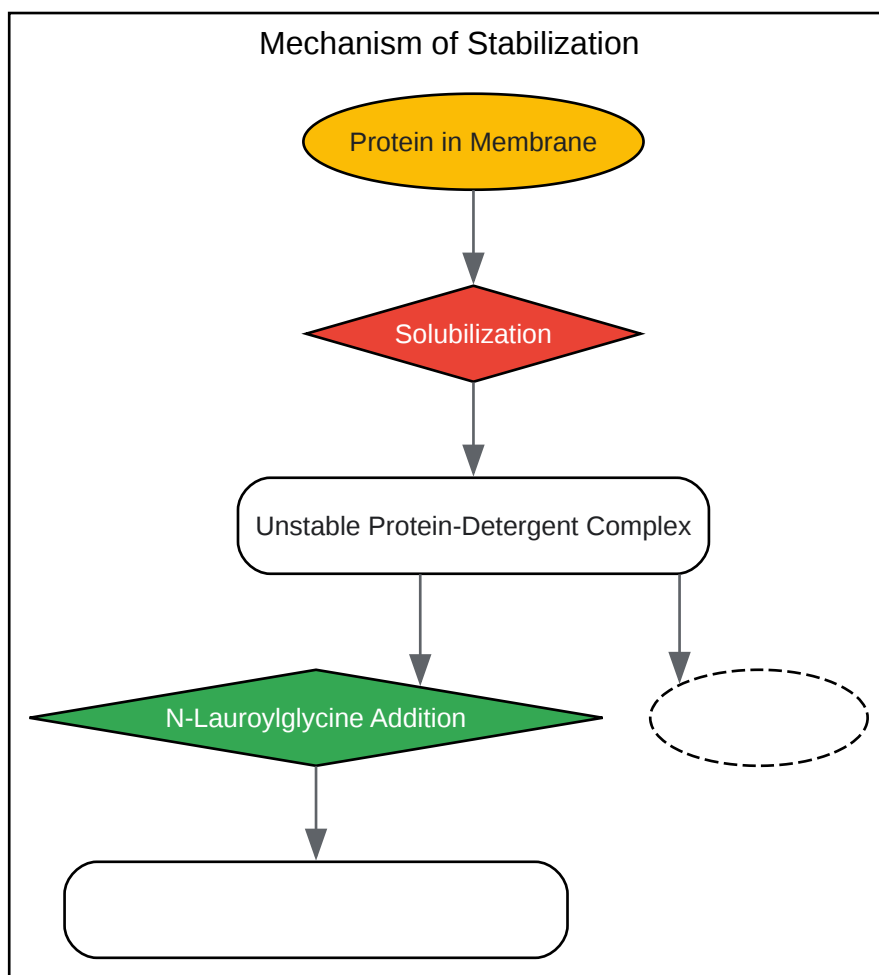 Mechanism of Stabilization
Protein in Membrane
Solubilization
Unstable Protein-Detergent Complex
N-Lauroylglycine Addition